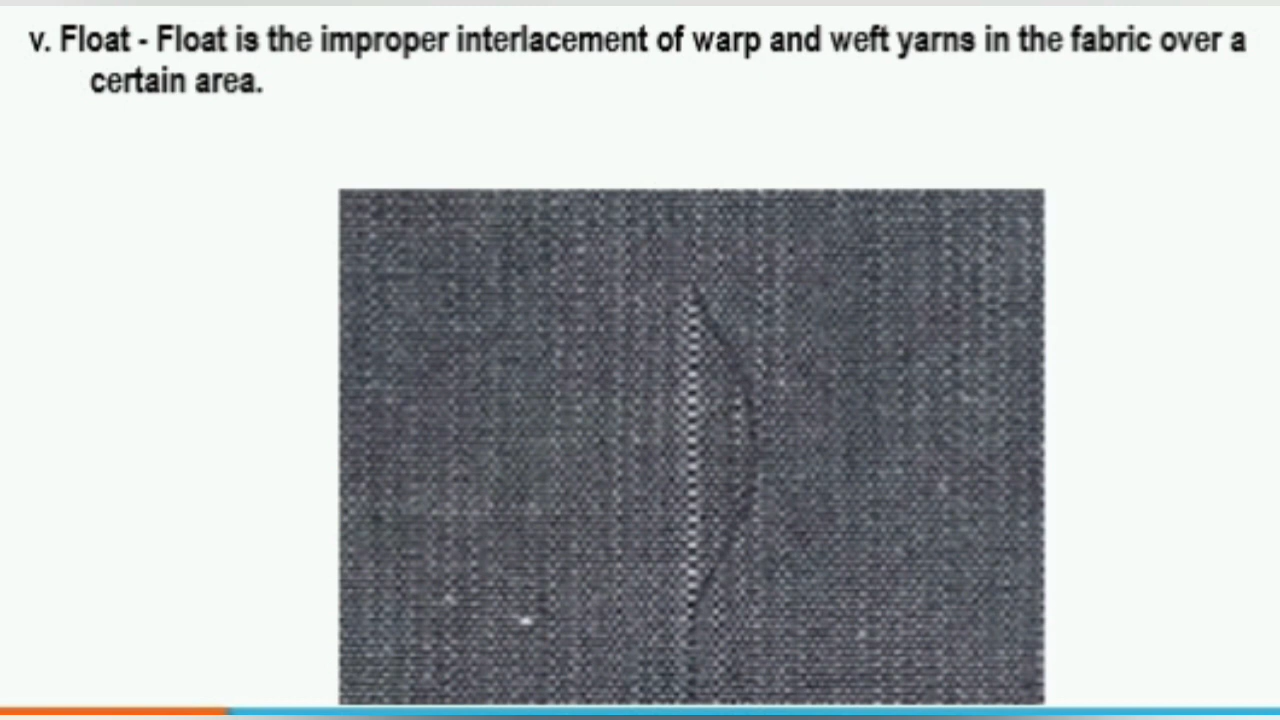 v. Float - Float is the improper interlacement of warp and weft yarns in the fabric over a
certain area.